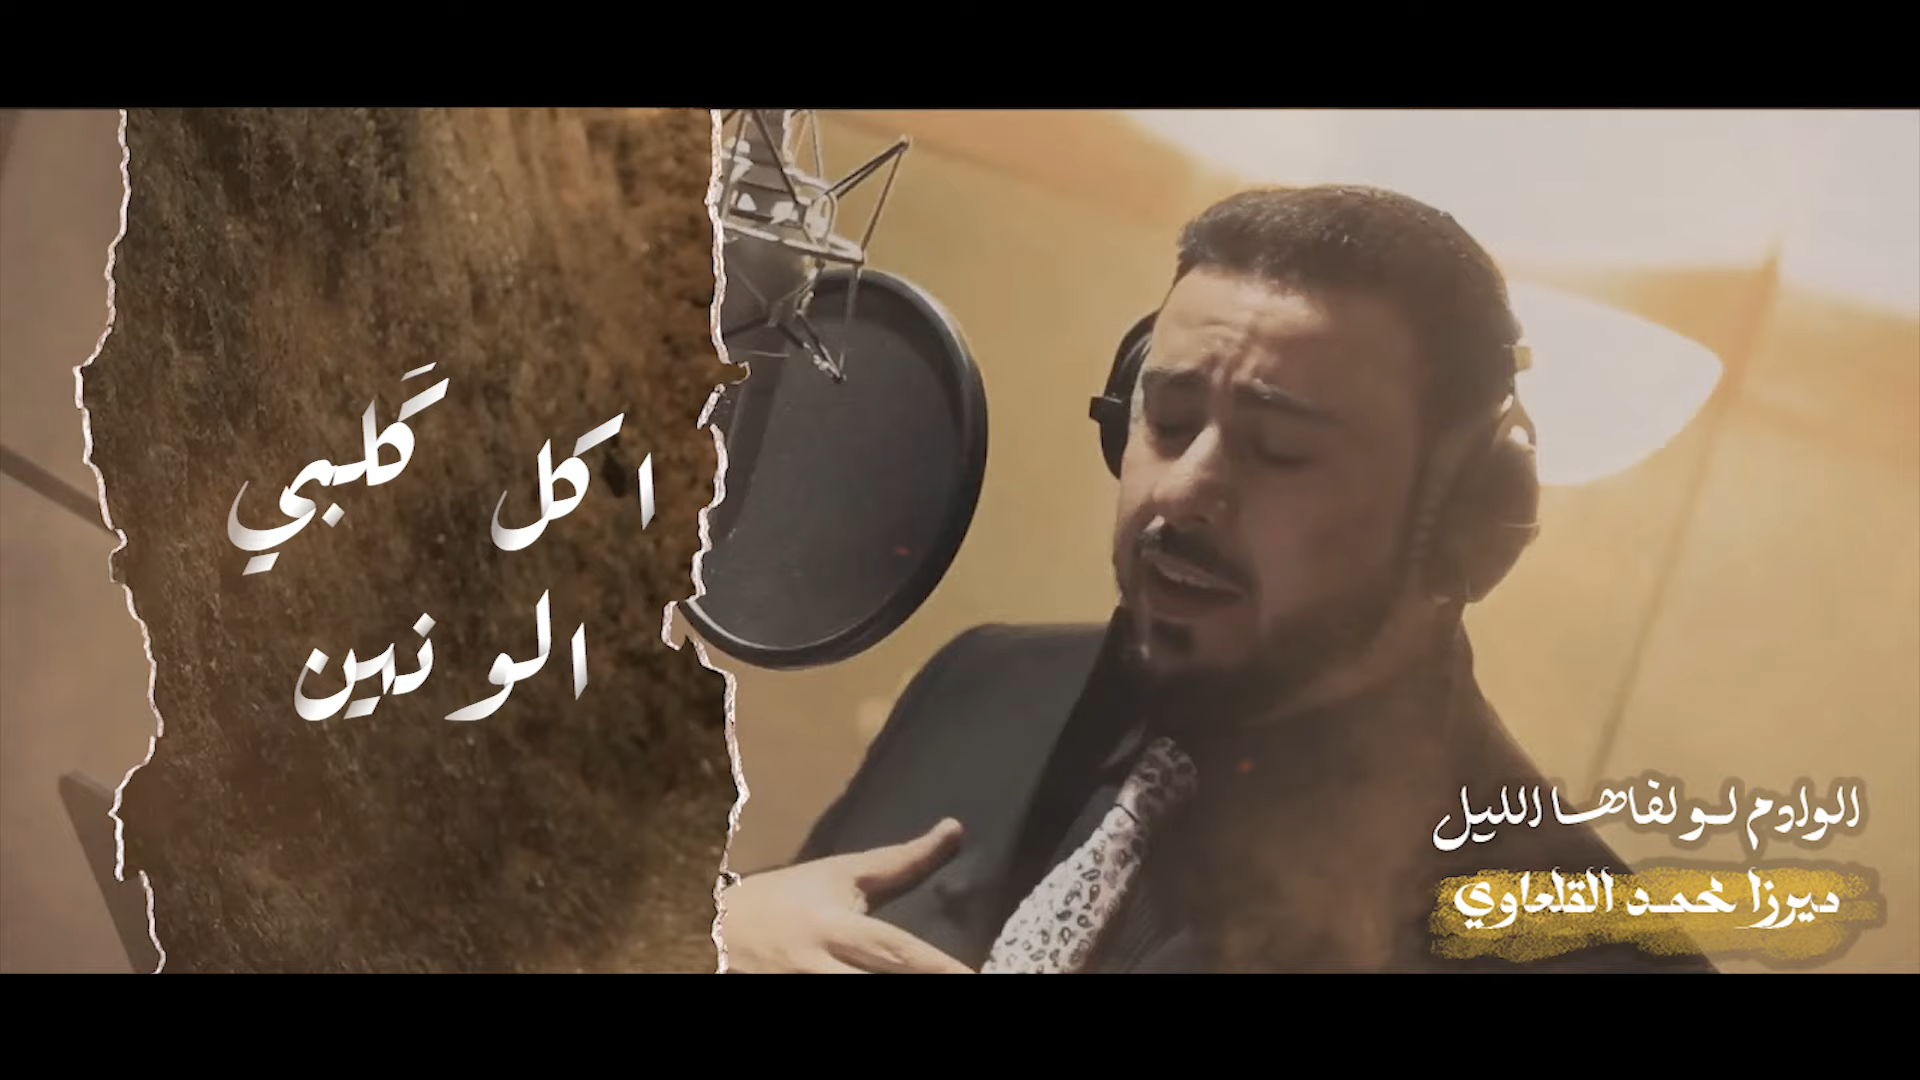 اكل كَلبي
الونين
الوادم لو لفاها الليل
ميرزا محمد القلعاوي